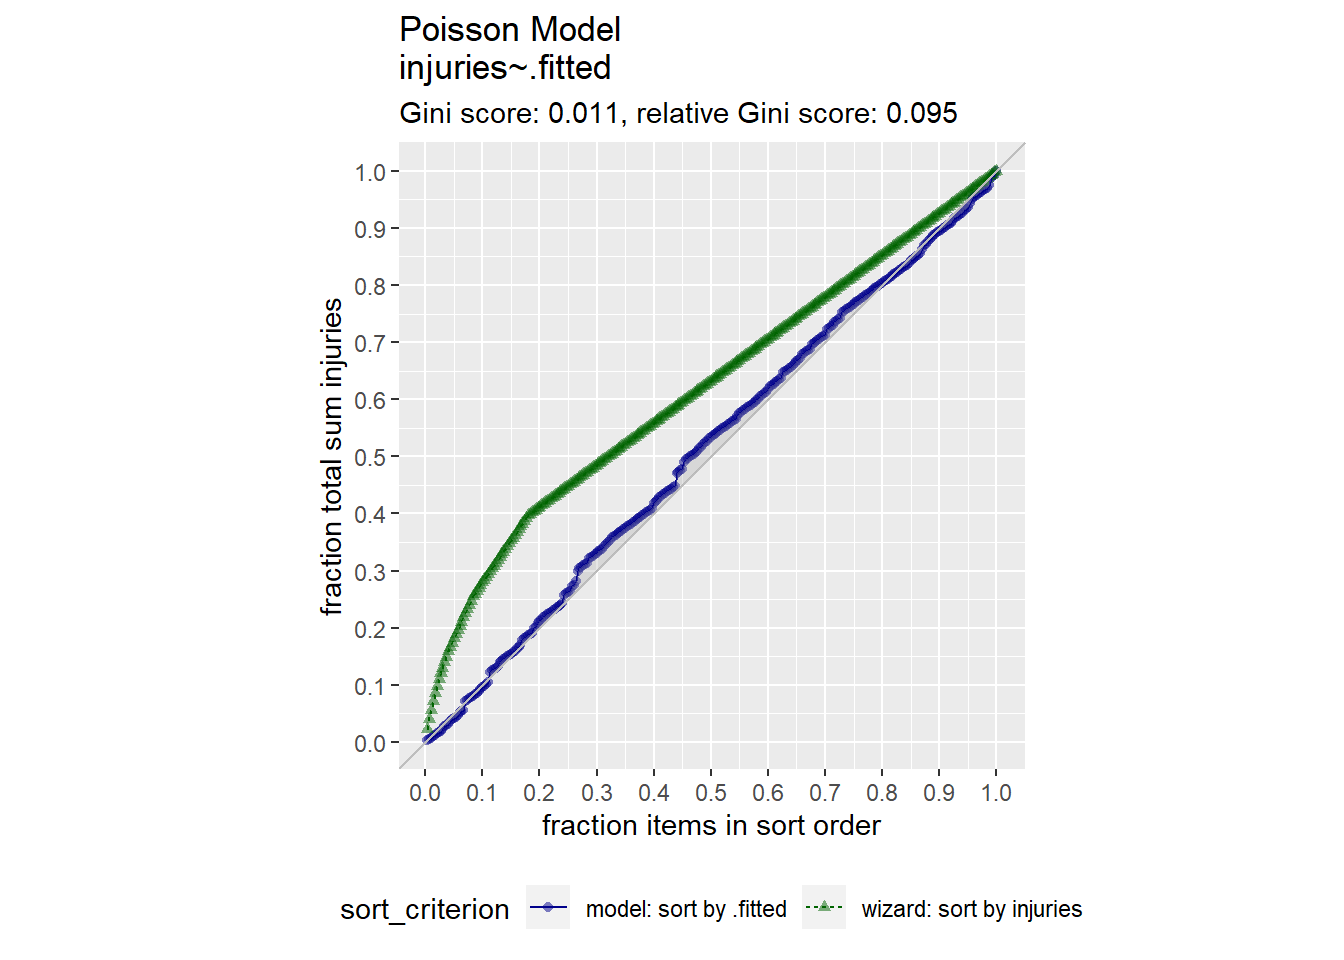 Poisson Model
injuries~.fitted
Gini score: 0.011, relative Gini score: 0.095
fraction total sum injuries
1.0
0.9
0.8
0.7
0.6
0.5
0.4
0.3
0.2
0.1
0.0
0.0 0.1 0.2 0.3 0.4 0.5 0.6 0.7 0.8 0.9 1.0
fraction items in sort order
sort_criterion model: sort by .fitted wizard: sort by injuries